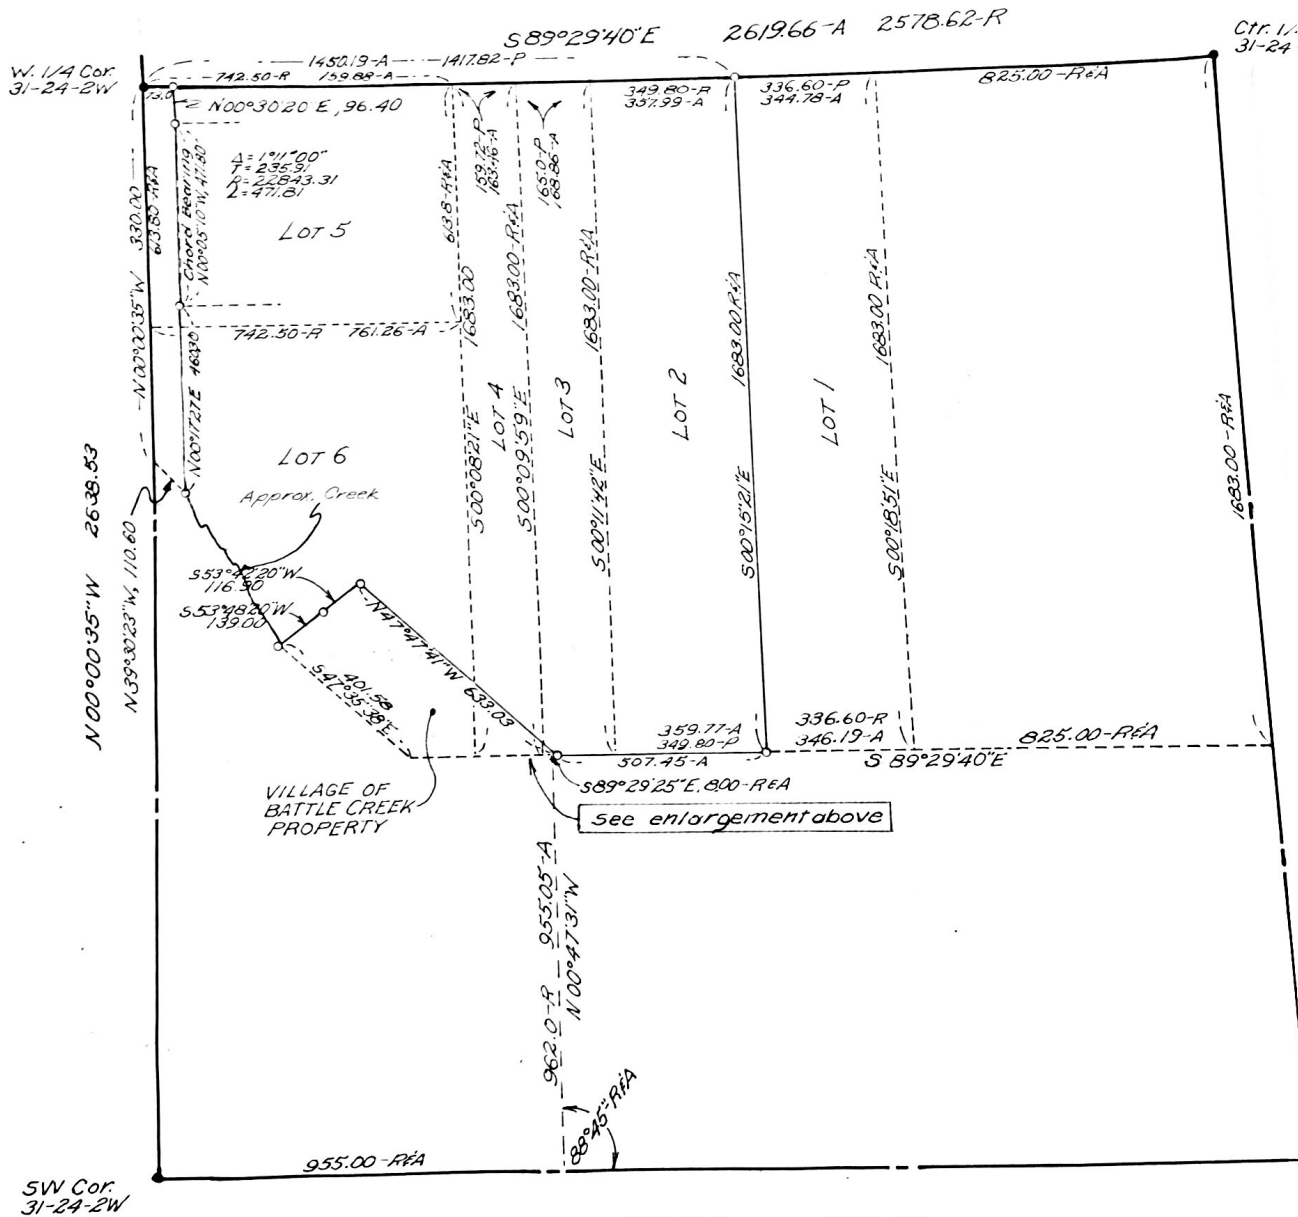 S89°29'40"E 2619.66-A 2578.62-R
Ctr. 1/
31-24
W. 1/4 Cor.
31-24-2W
1450.19-A 1417.82-P
742.50-R 159.88-A
73.0
N00°30'20 E, 96.40
349.80-R
357.99-A
336.60-P
344.78-A
825.00-R&A
Δ=1°11'00"
T=235.91
R=22843.31
L=471.81
Chord Bearing
N00°05'10"W, 471.80'
330.00
613.80-R&A
613.8-R&A
159.72-P
163.46-A
165.0-P
168.86-A
LOT 5
N00°00'35"W
742.50-R 761.26-A
N00°17'27E 460.30
1683.00
1683.00-R&A
1683.00-R&A
1683.00R&A
1683.00 R&A
1683.00-R&A
LOT 4
LOT 3
LOT 2
LOT 1
LOT 6
Approx. Creek
S00°08'21"E
S00°09'59"E
S00°11'42"E
S00°15'21"E
S00°18'51"E
N00°00'35"W 2638.53
N39°30'23"W, 110.60
S53°42'20"W
116.90
S53°48'20"W
139.00
N47°47'41"W 633.03
401.58
S47°35'38"E
359.77-A
349.80-P
507.45-A
336.60-R
346.19-A
825.00-R&A
S 89°29'40"E
S89°29'25"E, 8.00-R&A
VILLAGE OF
BATTLE CREEK
PROPERTY
see enlargement above
962.0-R 955.05-A
N00°47'31"W
88°45"-R&A
955.00-R&A
SW Cor.
31-24-2W